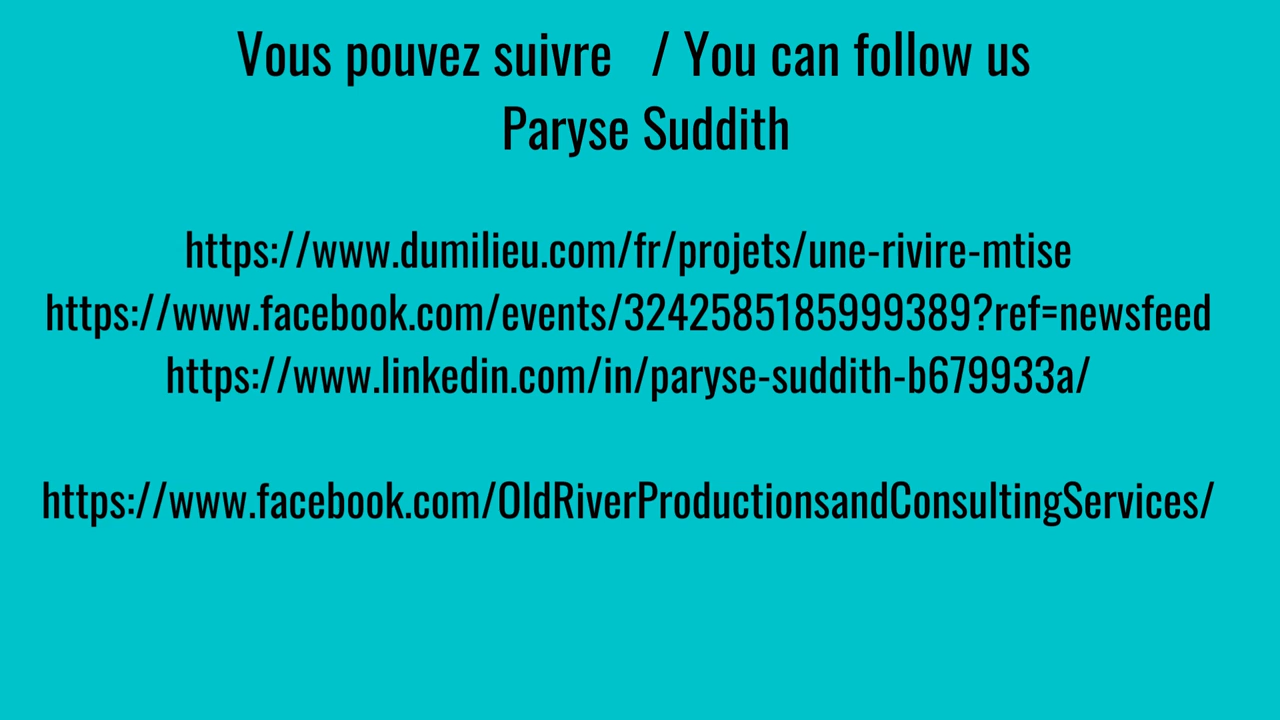 Vous pouvez suivre / You can follow us
Paryse Suddith
https://www.dumilieu.com/fr/projets/une-rivire-mtise
https://www.facebook.com/events/3242585185999389?ref=newsfeed
https://www.linkedin.com/in/paryse-suddith-b679933a/
https://www.facebook.com/OldRiverProductionsandConsultingServices/